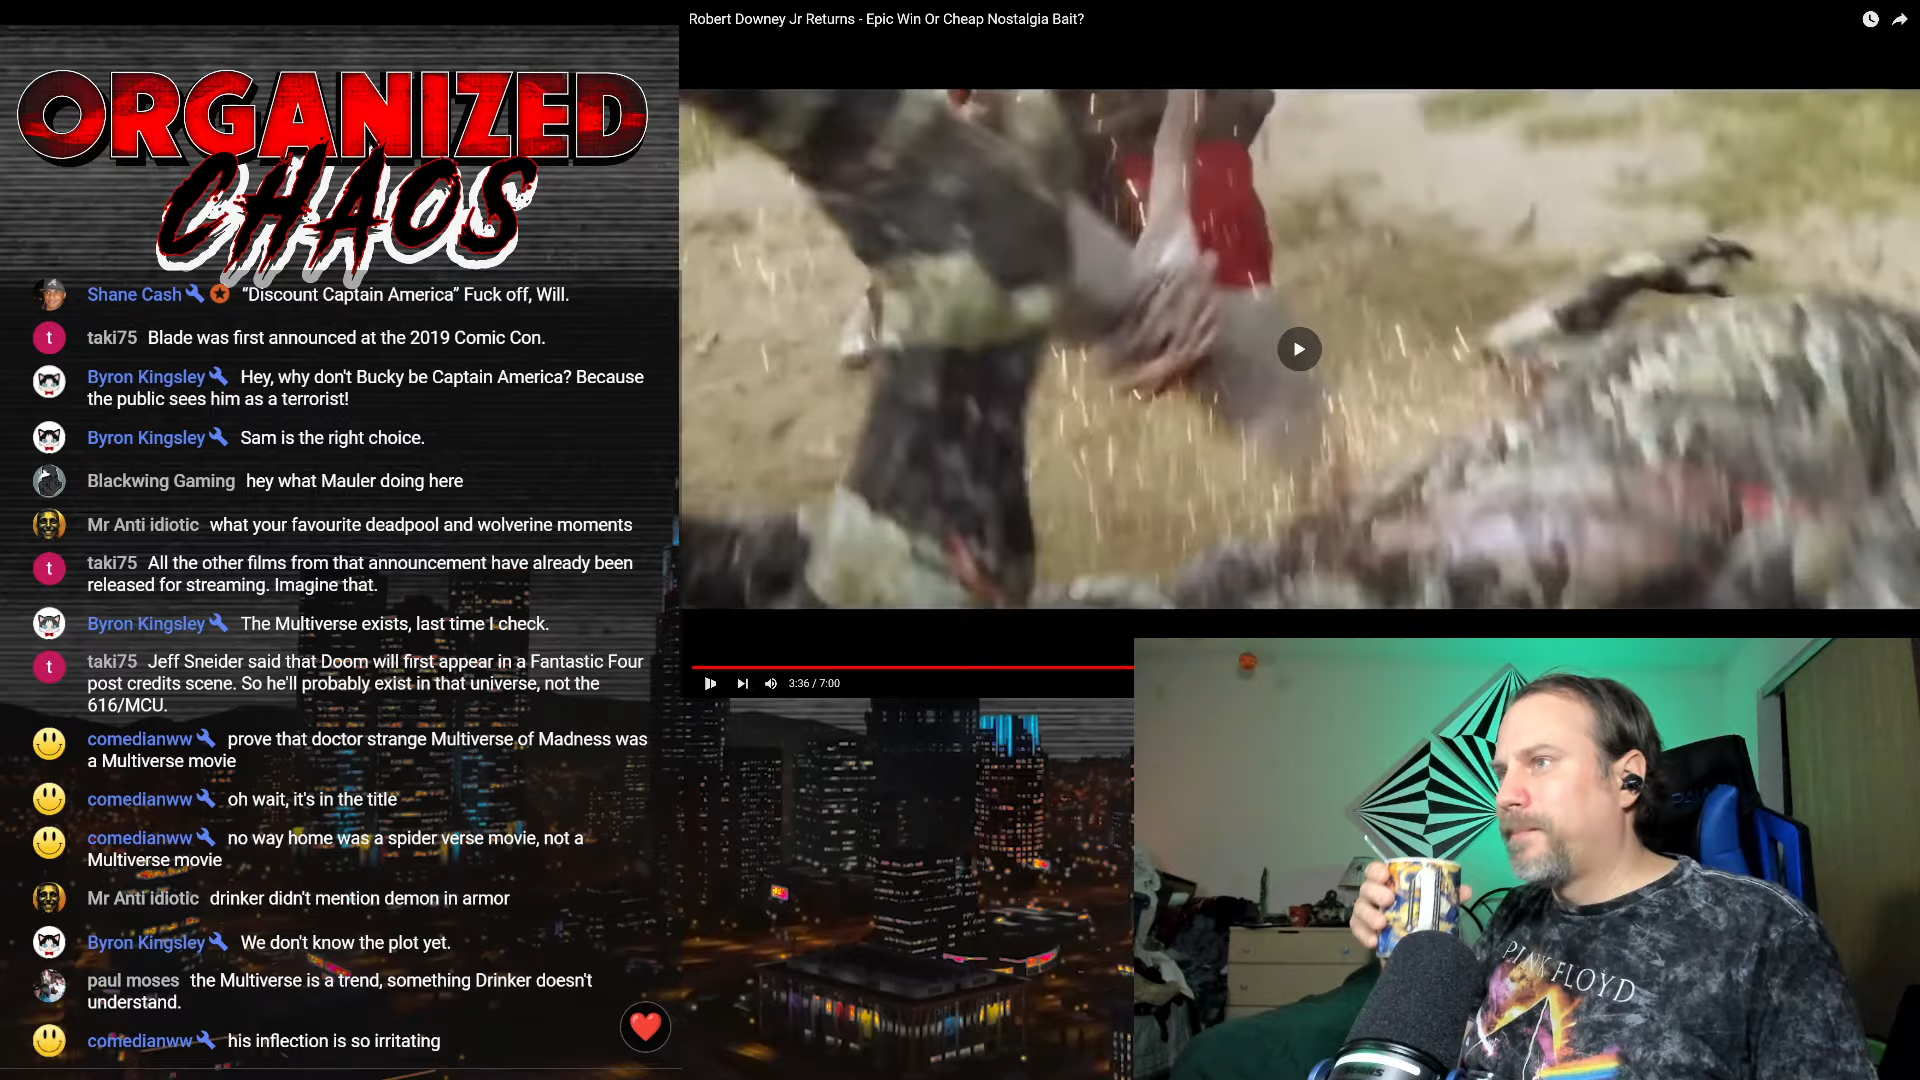 Robert Downey Jr Returns - Epic Win Or Cheap Nostalgia Bait?
ORGANIZED
CHAOS
Shane Cash “Discount Captain America” Fuck off, Will.
t taki75 Blade was first announced at the 2019 Comic Con.
Byron Kingsley Hey, why don't Bucky be Captain America? Because
the public sees him as a terrorist!
Byron Kingsley Sam is the right choice.
Blackwing Gaming hey what Mauler doing here
Mr Anti idiotic what your favourite deadpool and wolverine moments
t taki75 All the other films from that announcement have already been
released for streaming. Imagine that.
Byron Kingsley The Multiverse exists, last time I check.
t taki75 Jeff Sneider said that Doom will first appear in a Fantastic Four
post credits scene. So he'll probably exist in that universe, not the
616/MCU.
comedianww prove that doctor strange Multiverse of Madness was
a Multiverse movie
comedianww oh wait, it's in the title
comedianww no way home was a spider verse movie, not a
Multiverse movie
Mr Anti idiotic drinker didn't mention demon in armor
Byron Kingsley We don't know the plot yet.
paul moses the Multiverse is a trend, something Drinker doesn't
understand.
comedianww his inflection is so irritating
3:36 / 7:00
PINK FLOYD